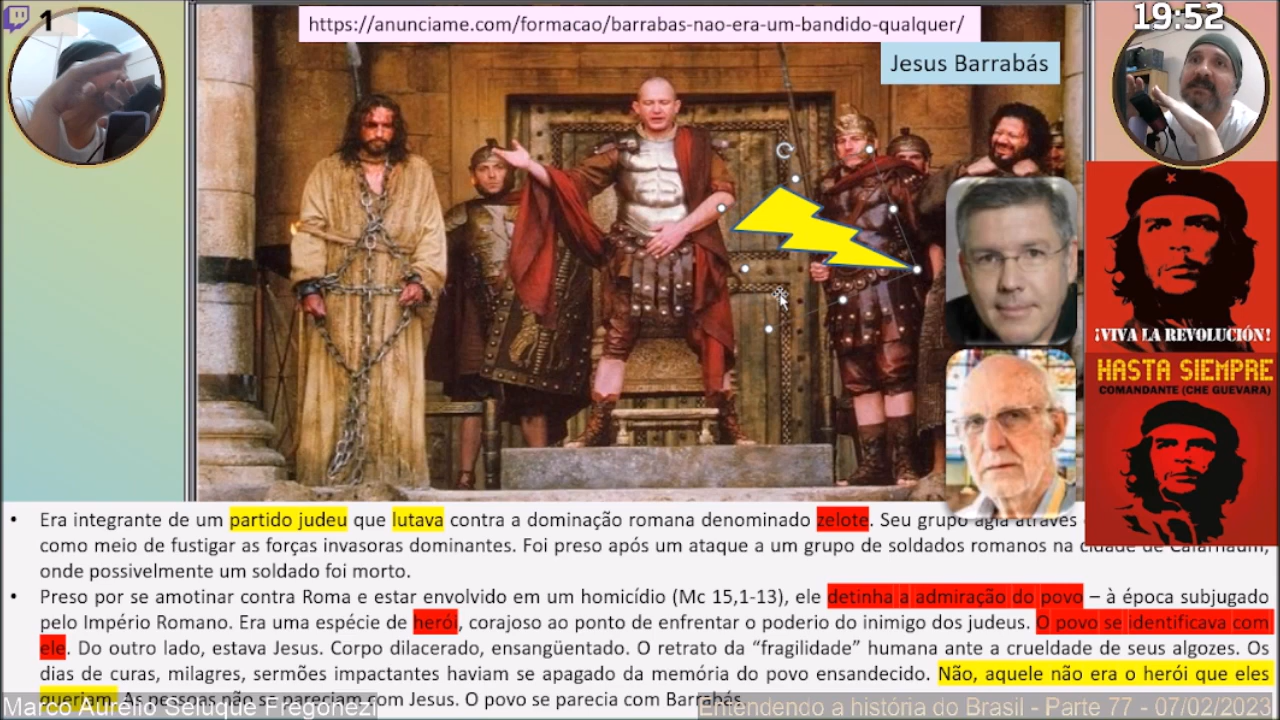 1
https://anunciame.com/formacao/barrabas-nao-era-um-bandido-qualquer/
19:52
Jesus Barrabás
¡VIVA LA REVOLUCIÓN!
HASTA SIEMPRE
COMANDANTE (CHE GUEVARA)
• Era integrante de um partido judeu que lutava contra a dominação romana denominado zelote. Seu grupo agia através
como meio de fustigar as forças invasoras dominantes. Foi preso após um ataque a um grupo de soldados romanos na cidade de Cafarnaum,
onde possivelmente um soldado foi morto.
• Preso por se amotinar contra Roma e estar envolvido em um homicídio (Mc 15,1-13), ele detinha a admiração do povo – à época subjugado
pelo Império Romano. Era uma espécie de herói, corajoso ao ponto de enfrentar o poderio do inimigo dos judeus. O povo se identificava com
ele. Do outro lado, estava Jesus. Corpo dilacerado, ensangüentado. O retrato da “fragilidade” humana ante a crueldade de seus algozes. Os
dias de curas, milagres, sermões impactantes haviam se apagado da memória do povo ensandecido. Não, aquele não era o herói que eles
queriam. As pessoas não se pareciam com Jesus. O povo se parecia com Barrabás.
Marco Aurélio Seluque Fregonezi
Entendendo a história do Brasil - Parte 77 - 07/02/2023